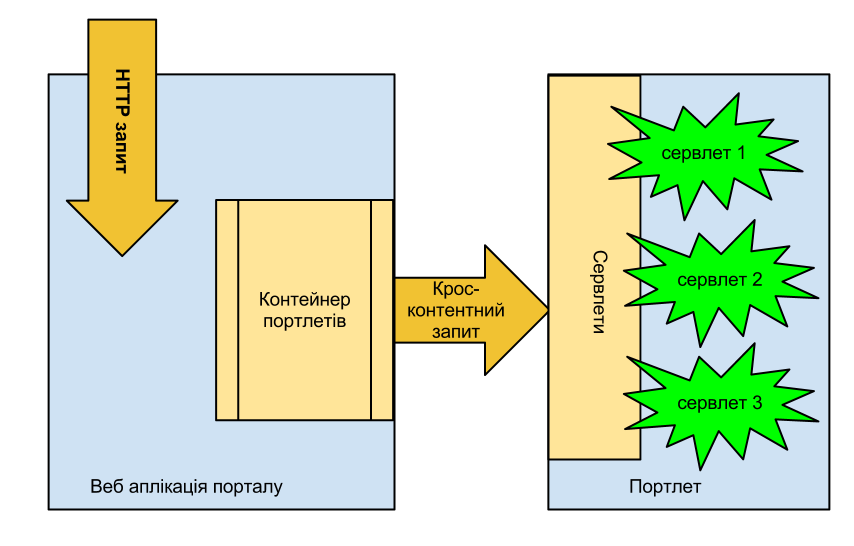 HTTP запит
Контейнер
портлетів
Веб аплікація порталу
Крос-
контентний
запит
Сервлети
сервлет 1
сервлет 2
сервлет 3
Портлет